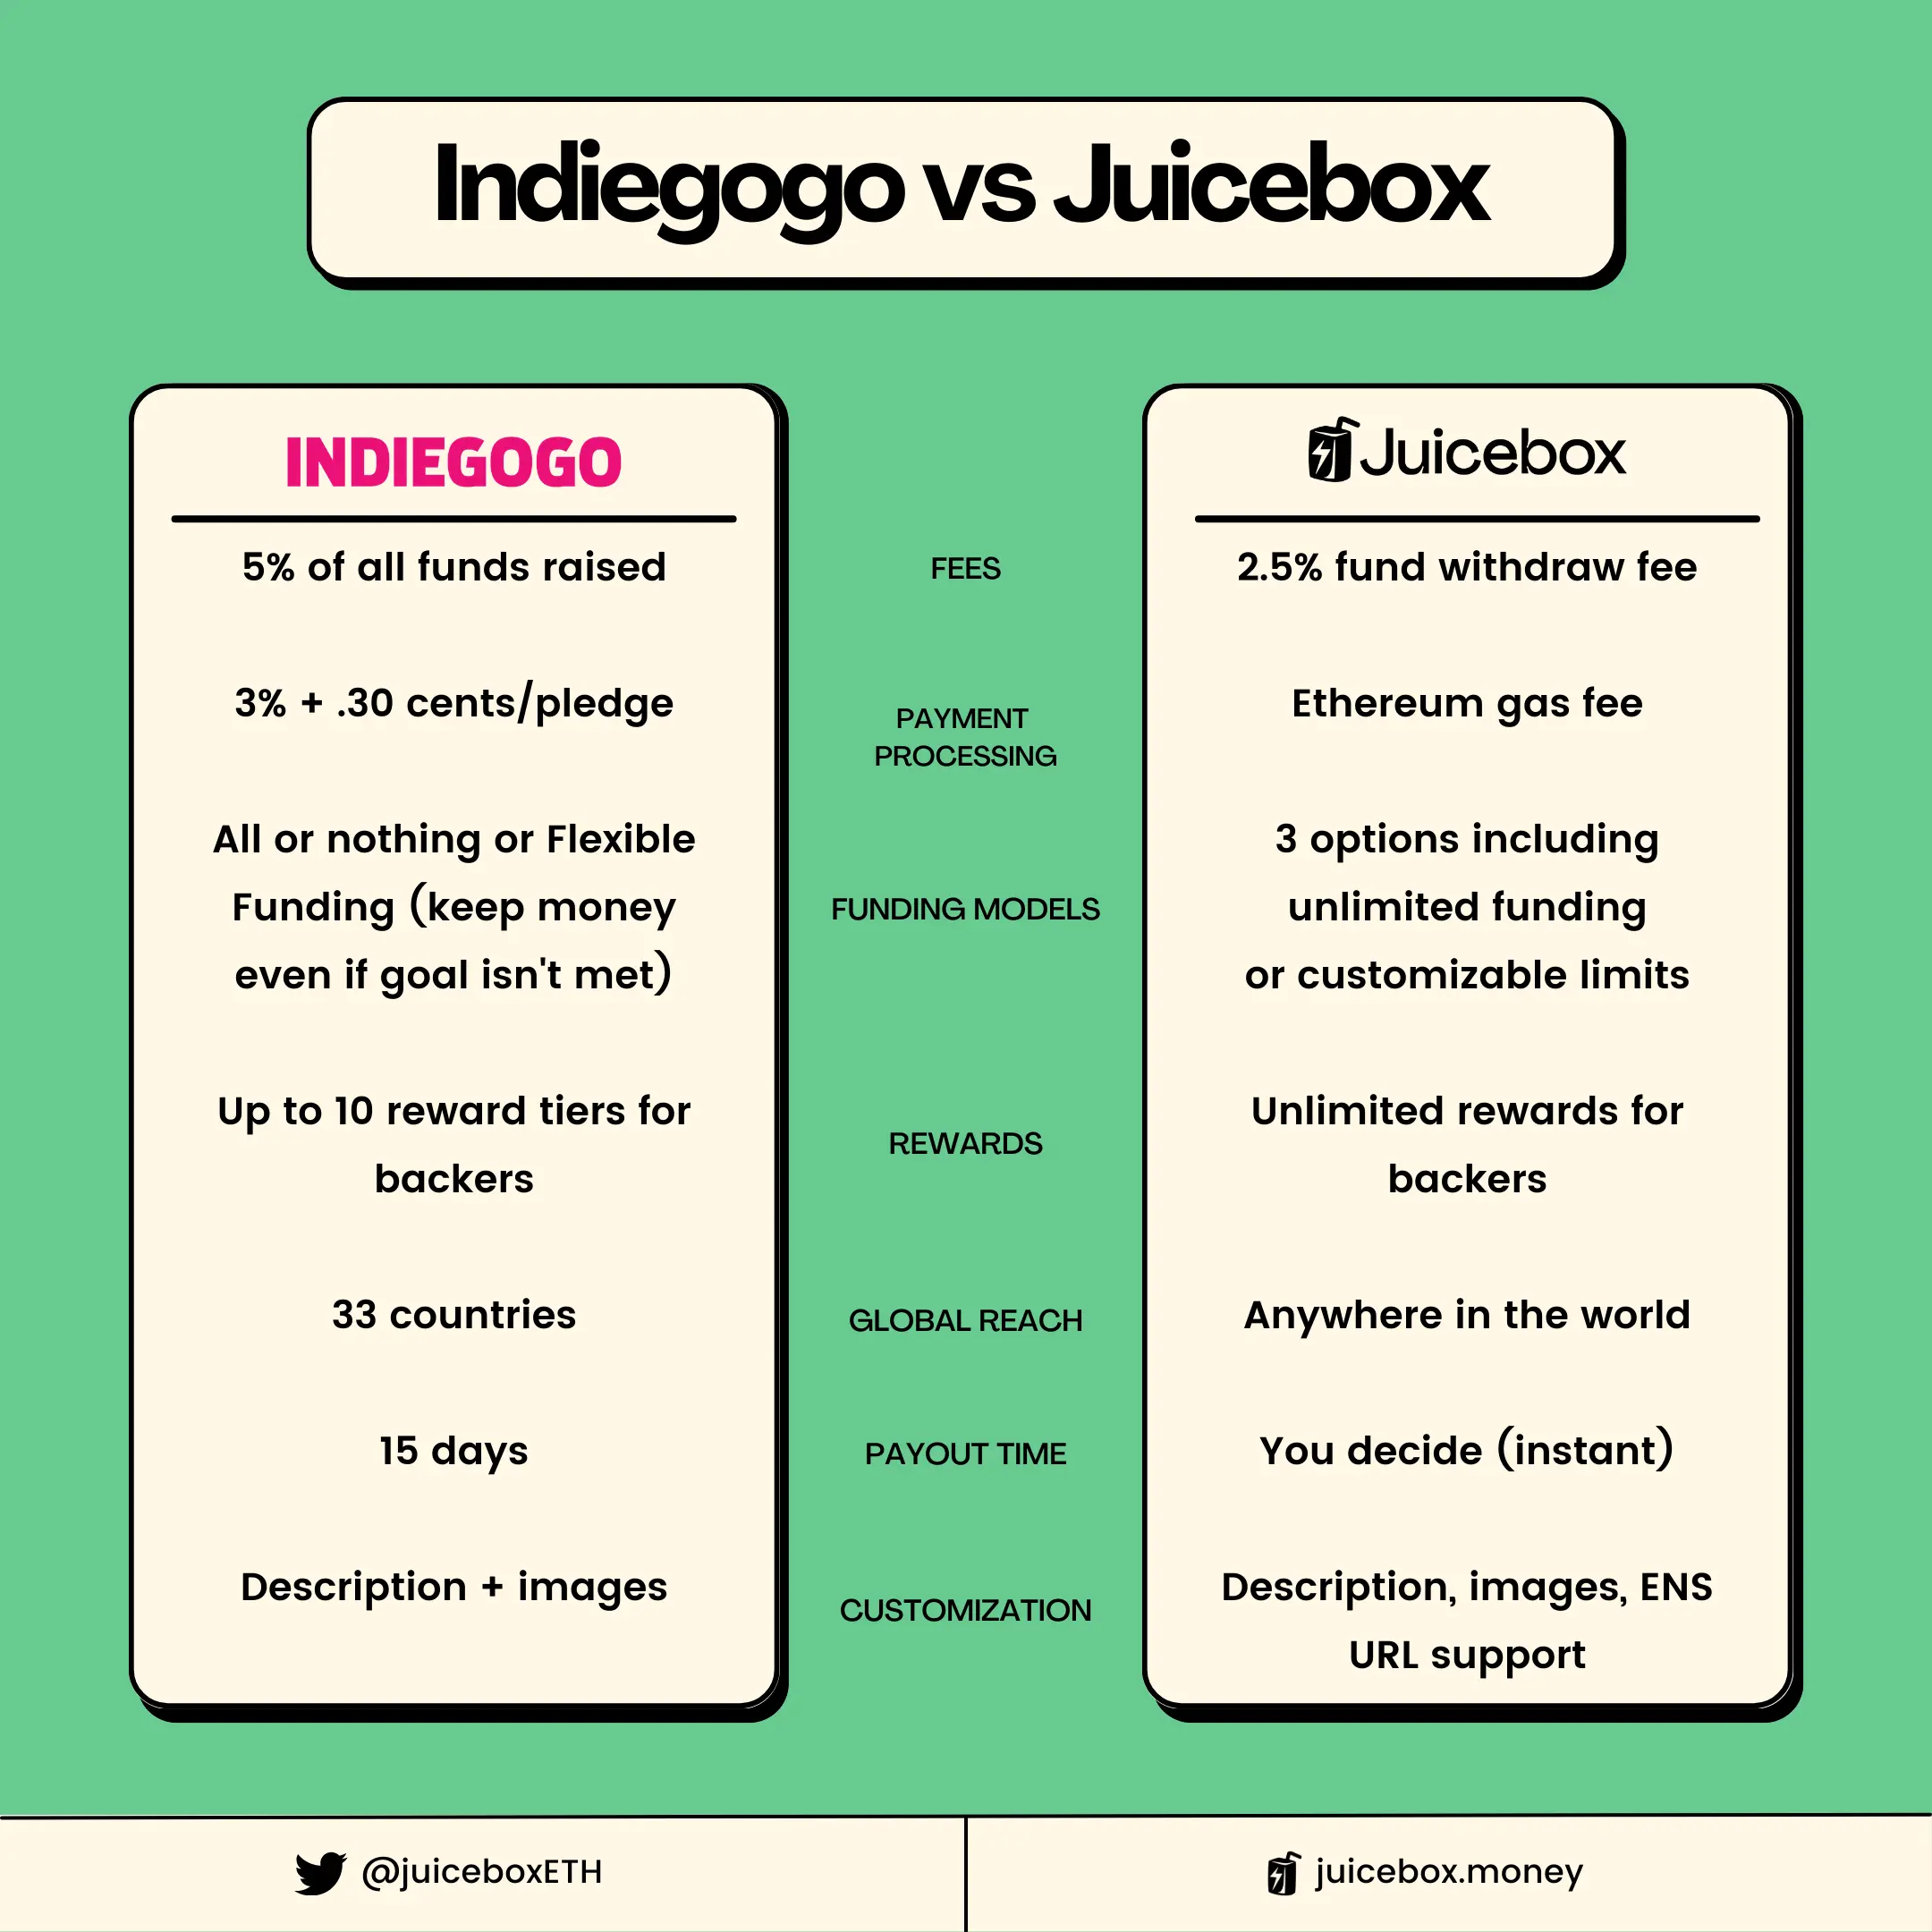 Indiegogo vs Juicebox
INDIEGOGO
Juicebox
5% of all funds raised
FEES
2.5% fund withdraw fee
3% + .30 cents/pledge
PAYMENT
PROCESSING
Ethereum gas fee
All or nothing or Flexible
Funding (keep money
even if goal isn't met)
FUNDING MODELS
3 options including
unlimited funding
or customizable limits
Up to 10 reward tiers for
backers
REWARDS
Unlimited rewards for
backers
33 countries
GLOBAL REACH
Anywhere in the world
15 days
PAYOUT TIME
You decide (instant)
Description + images
CUSTOMIZATION
Description, images, ENS
URL support
@juiceboxETH
juicebox.money